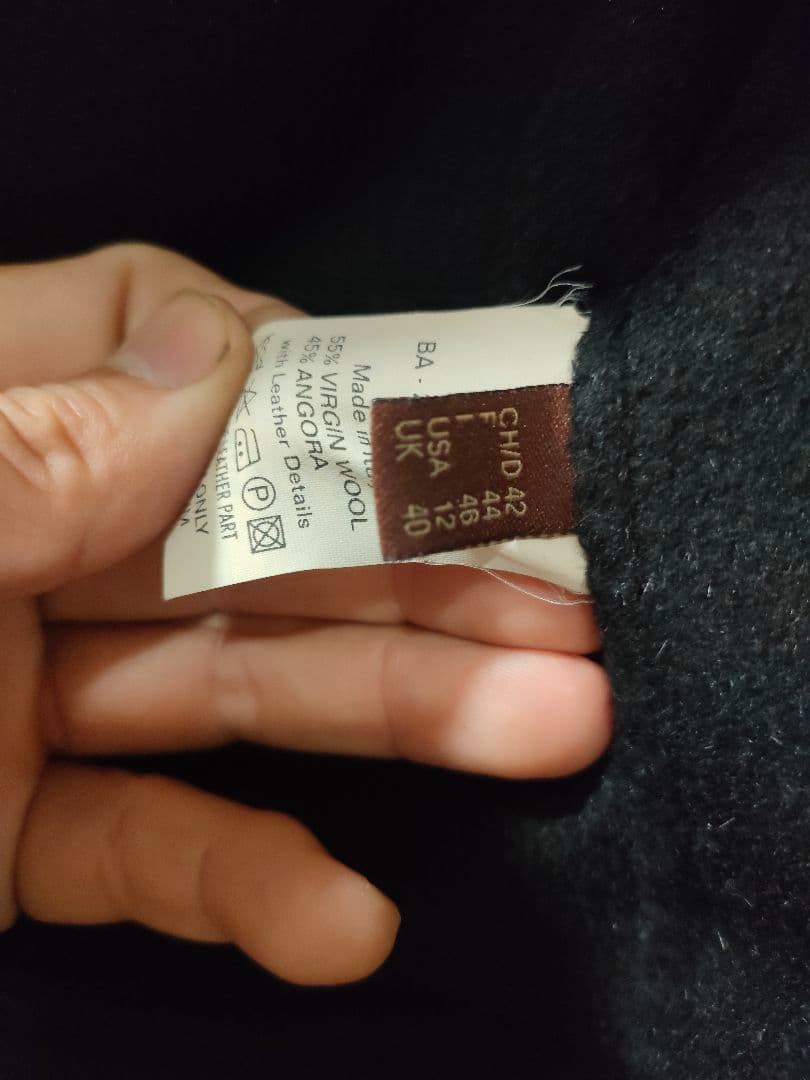 CH/D 42
F 44
I 46
USA 12
UK 40
BA -
Made in
55% VIRGIN WOOL
45% ANGORA
with Leather Details
P
PART
ONLY